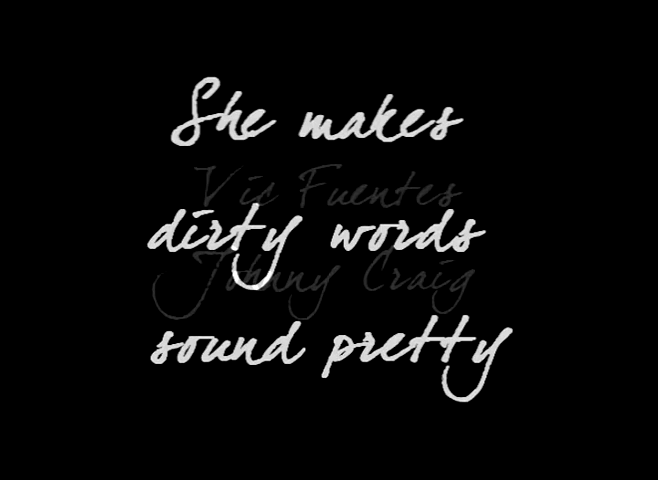 She makes
Vic Fuentes
dirty words
Johnny Craig
sound pretty